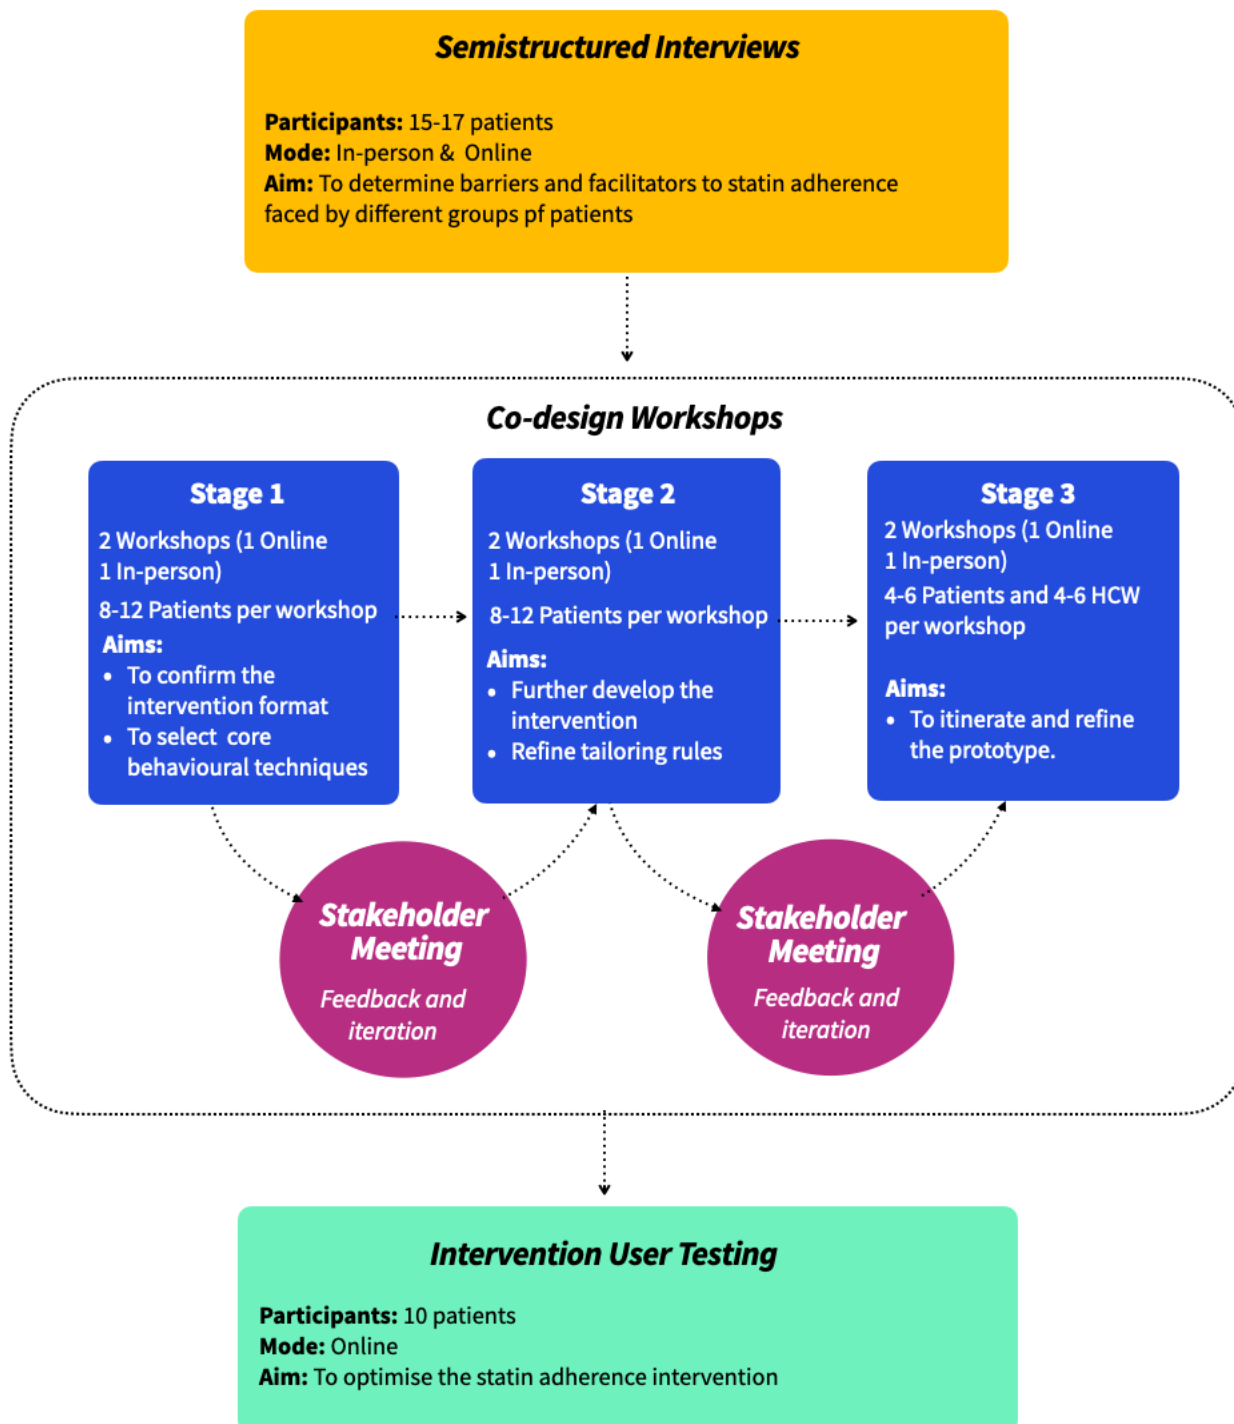 Semistructured Interviews
Participants: 15-17 patients
Mode: In-person & Online
Aim: To determine barriers and facilitators to statin adherence
faced by different groups pf patients
Co-design Workshops
Stage 1
2 Workshops (1 Online
1 In-person)
8-12 Patients per workshop
Aims:
• To confirm the
intervention format
• To select core
behavioural techniques
Stage 2
2 Workshops (1 Online
1 In-person)
8-12 Patients per workshop
Aims:
• Further develop the
intervention
• Refine tailoring rules
Stage 3
2 Workshops (1 Online
1 In-person)
4-6 Patients and 4-6 HCW
per workshop
Aims:
• To itinerate and refine
the prototype.
Stakeholder
Meeting
Feedback and
iteration
Stakeholder
Meeting
Feedback and
iteration
Intervention User Testing
Participants: 10 patients
Mode: Online
Aim: To optimise the statin adherence intervention